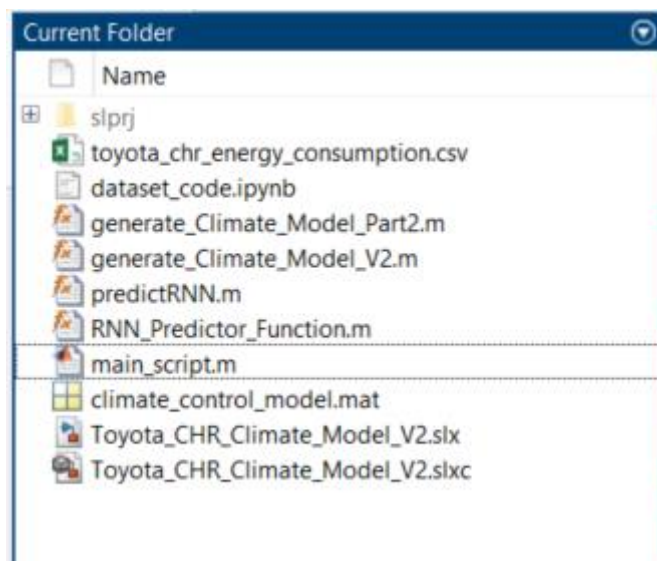 Current Folder
Name
slprj
toyota_chr_energy_consumption.csv
dataset_code.ipynb
generate_Climate_Model_Part2.m
generate_Climate_Model_V2.m
predictRNN.m
RNN_Predictor_Function.m
main_script.m
climate_control_model.mat
Toyota_CHR_Climate_Model_V2.slx
Toyota_CHR_Climate_Model_V2.slxc